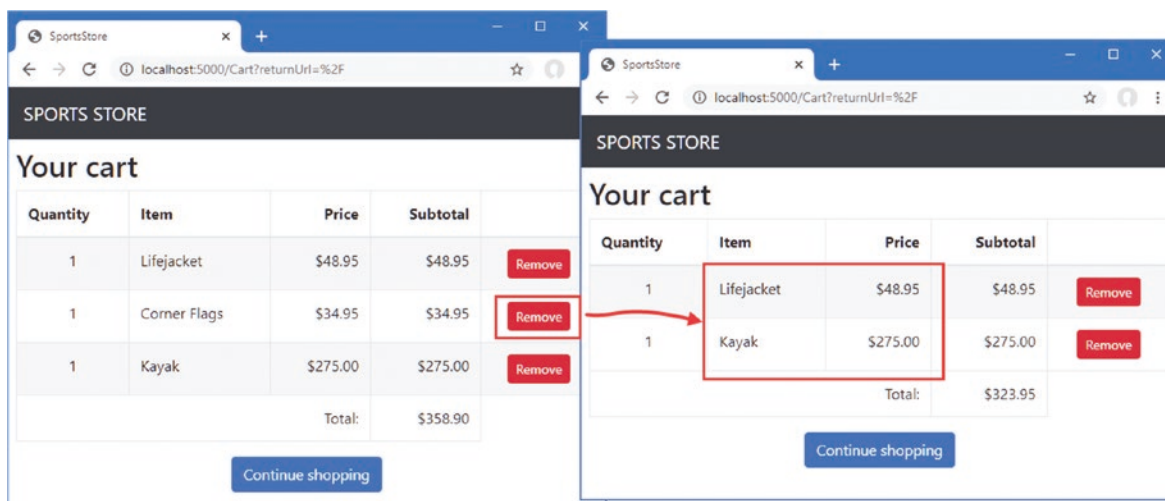 SportsStore
localhost:5000/Cart?returnUrl=%2F
SPORTS STORE
Your cart
Quantity Item Price Subtotal
1 Lifejacket $48.95 $48.95 Remove
1 Corner Flags $34.95 $34.95 Remove
1 Kayak $275.00 $275.00 Remove
Total: $358.90
Continue shopping
SportsStore
localhost:5000/Cart?returnUrl=%2F
SPORTS STORE
Your cart
Quantity Item Price Subtotal
1 Lifejacket $48.95 $48.95 Remove
1 Kayak $275.00 $275.00 Remove
Total: $323.95
Continue shopping